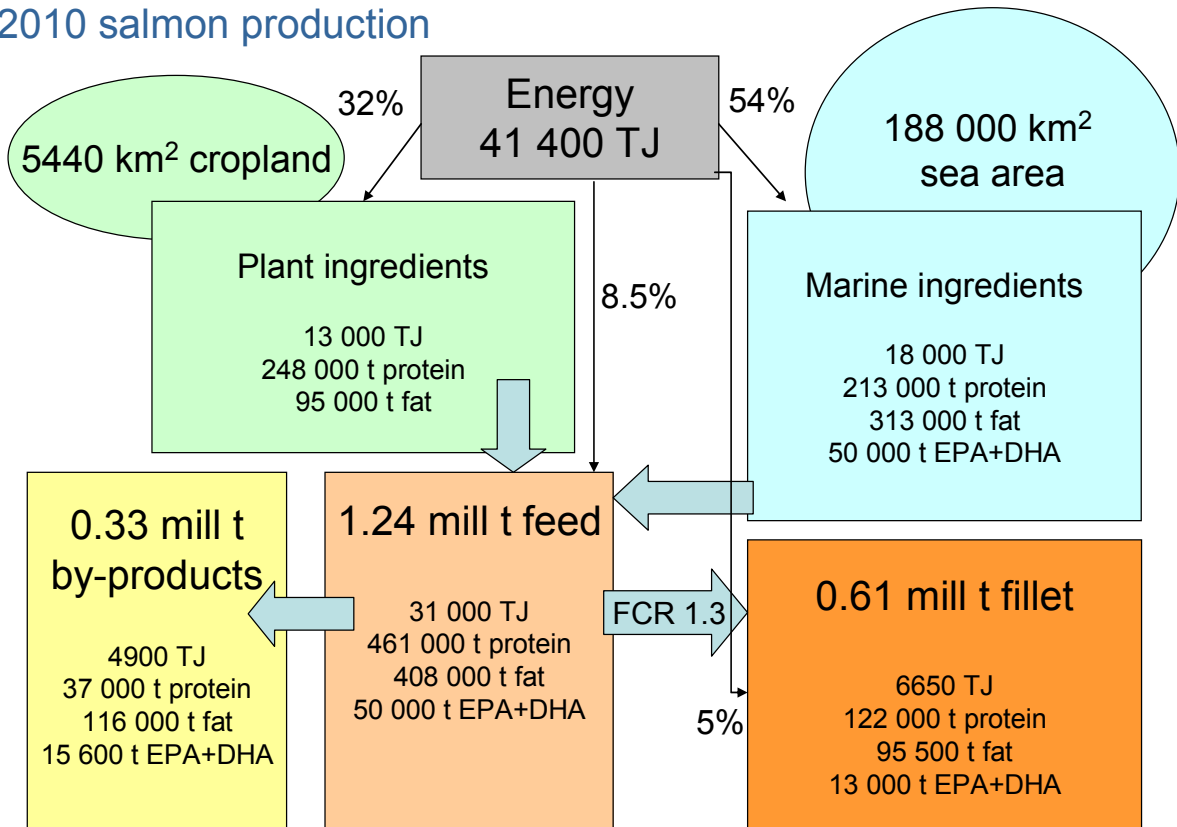 2010 salmon production
32%
Energy
41 400 TJ
54%
5440 km² cropland
188 000 km²
sea area
Plant ingredients
13 000 TJ
248 000 t protein
95 000 t fat
8.5%
Marine ingredients
18 000 TJ
213 000 t protein
313 000 t fat
50 000 t EPA+DHA
0.33 mill t
by-products
4900 TJ
37 000 t protein
116 000 t fat
15 600 t EPA+DHA
1.24 mill t feed
31 000 TJ
461 000 t protein
408 000 t fat
50 000 t EPA+DHA
FCR 1.3
5%
0.61 mill t fillet
6650 TJ
122 000 t protein
95 500 t fat
13 000 t EPA+DHA